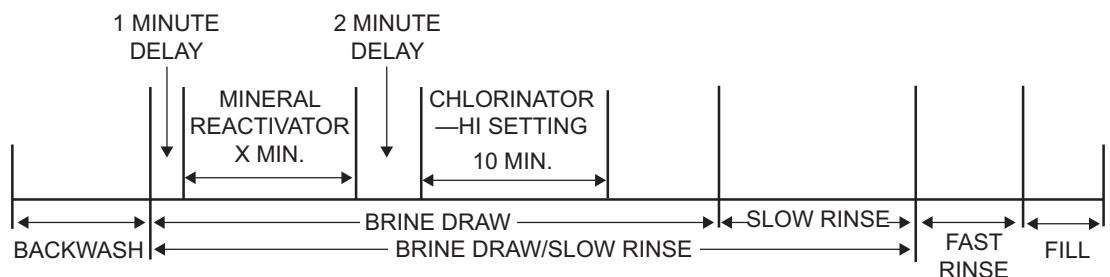 1 MINUTE
DELAY
2 MINUTE
DELAY
MINERAL
REACTIVATOR
X MIN.
CHLORINATOR
—HI SETTING
10 MIN.
BRINE DRAW
SLOW RINSE
BACKWASH
BRINE DRAW/SLOW RINSE
FAST
RINSE
FILL